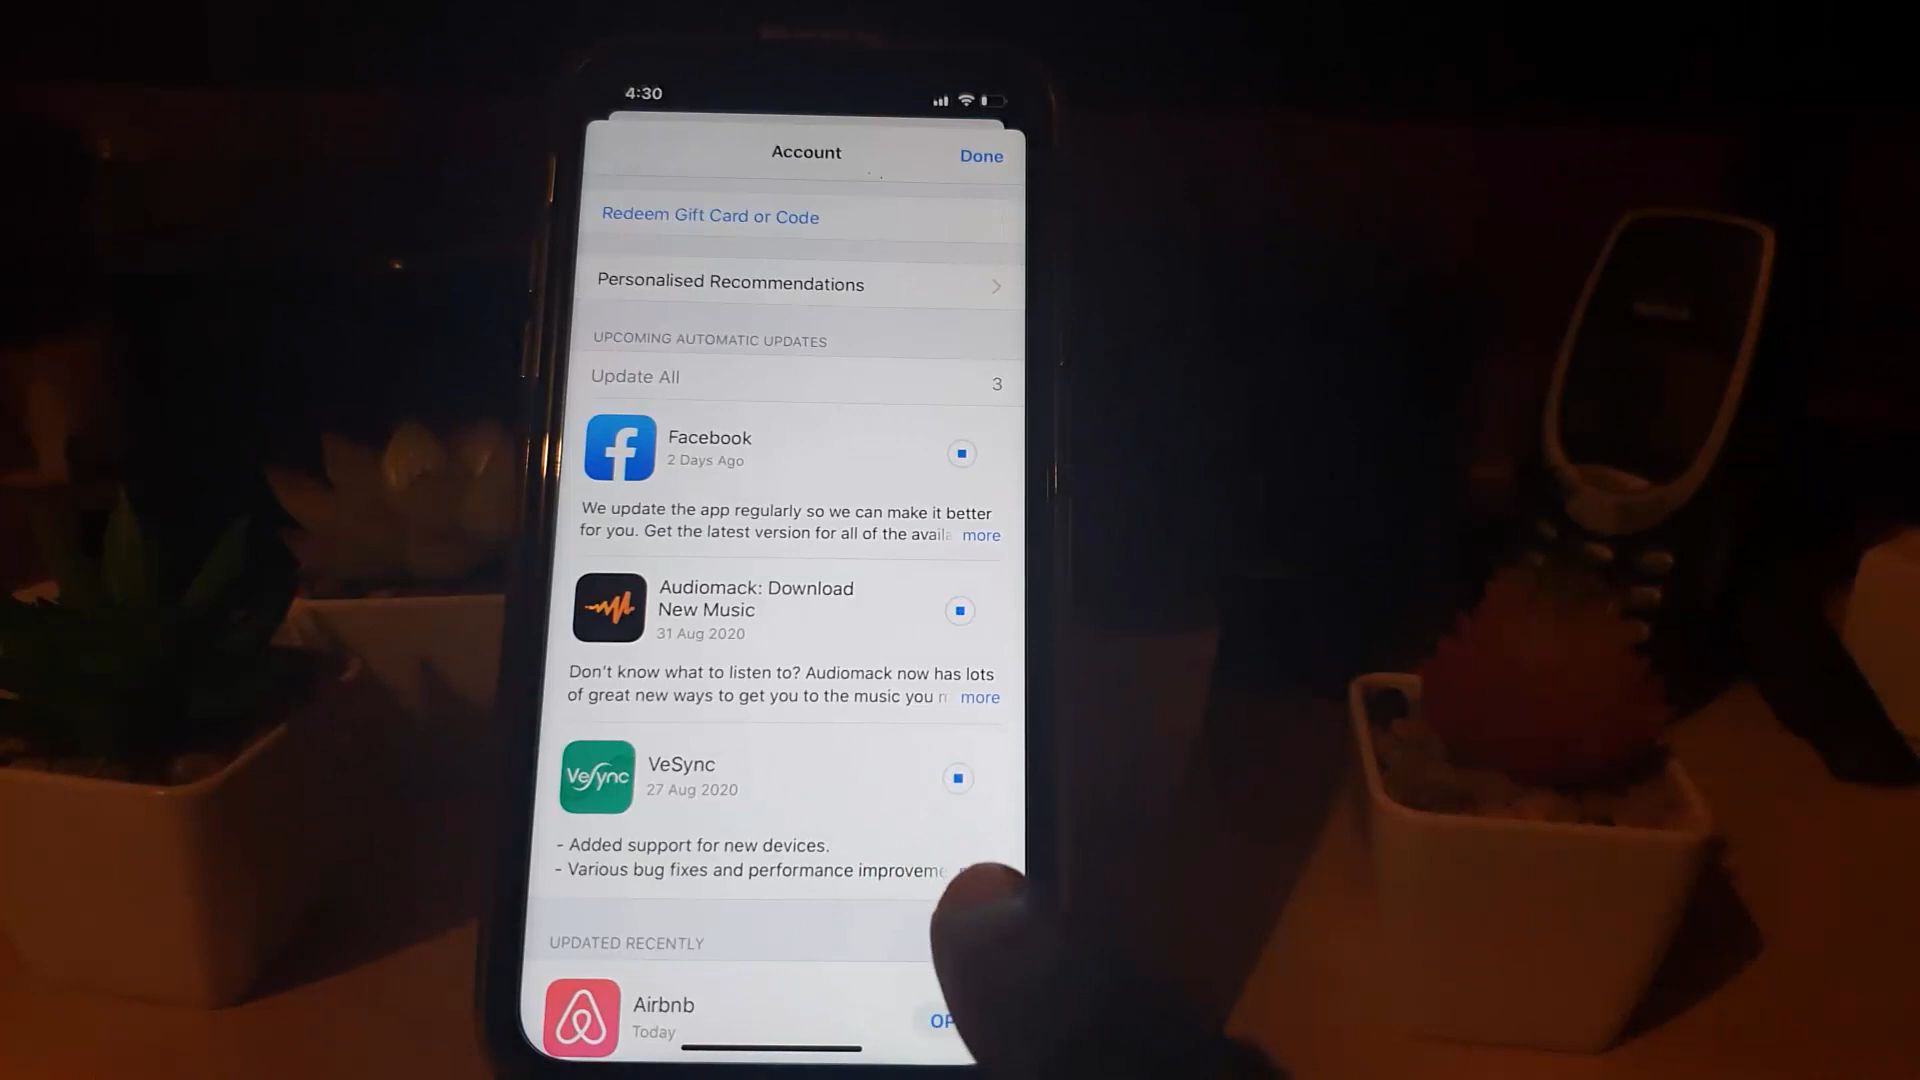 4:30
Account
Done
Redeem Gift Card or Code
Personalised Recommendations
UPCOMING AUTOMATIC UPDATES
Update All
3
Facebook
2 Days Ago
We update the app regularly so we can make it better
for you. Get the latest version for all of the avail
more
Audiomack: Download
New Music
31 Aug 2020
Don't know what to listen to? Audiomack now has lots
of great new ways to get you to the music you
more
VeSync
VeSync
27 Aug 2020
- Added support for new devices.
- Various bug fixes and performance improveme
UPDATED RECENTLY
Airbnb
Today
OP